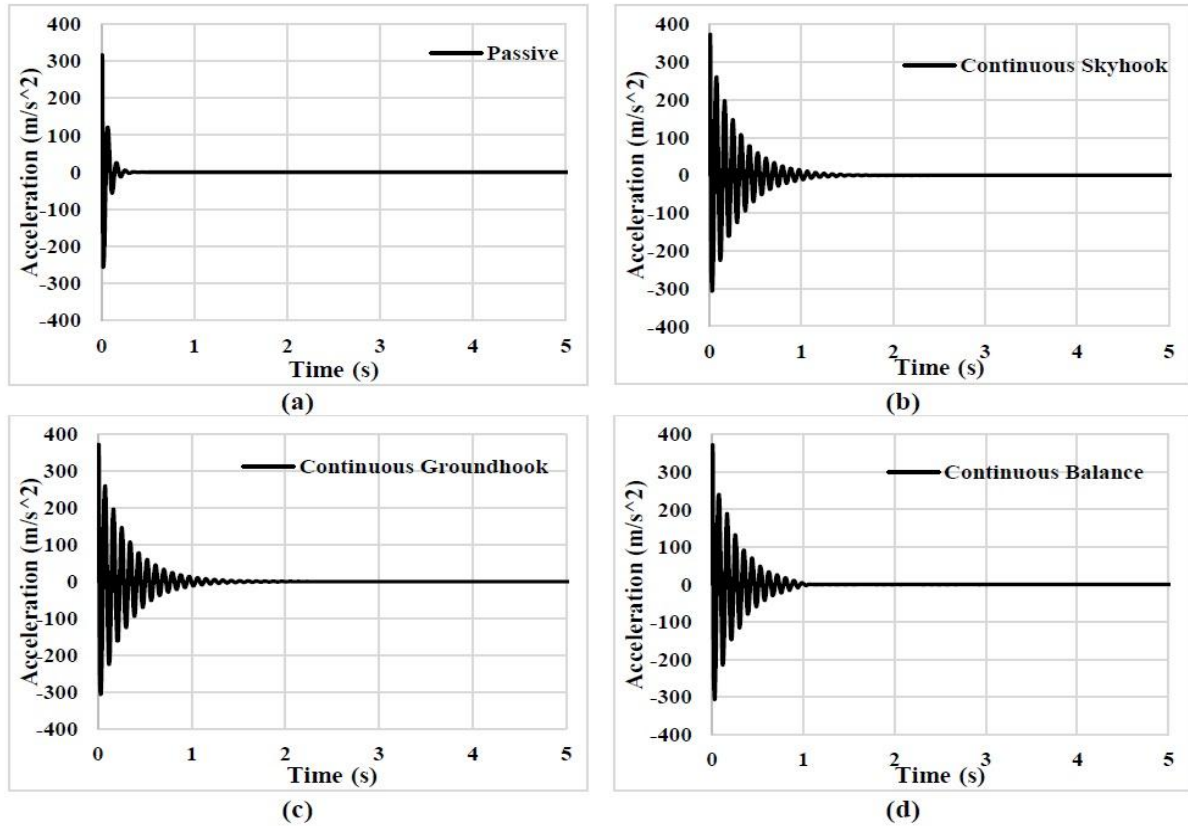 400
300
200
100
0
-100
-200
-300
-400
Acceleration (m/s^2)
Passive
0 1 2 3 4 5
Time (s)
(a)
400
300
200
100
0
-100
-200
-300
-400
Acceleration (m/s^2)
Continuous Skyhook
0 1 2 3 4 5
Time (s)
(b)
400
300
200
100
0
-100
-200
-300
-400
Acceleration (m/s^2)
Continuous Groundhook
0 1 2 3 4 5
Time (s)
(c)
400
300
200
100
0
-100
-200
-300
-400
Acceleration (m/s^2)
Continuous Balance
0 1 2 3 4 5
Time (s)
(d)